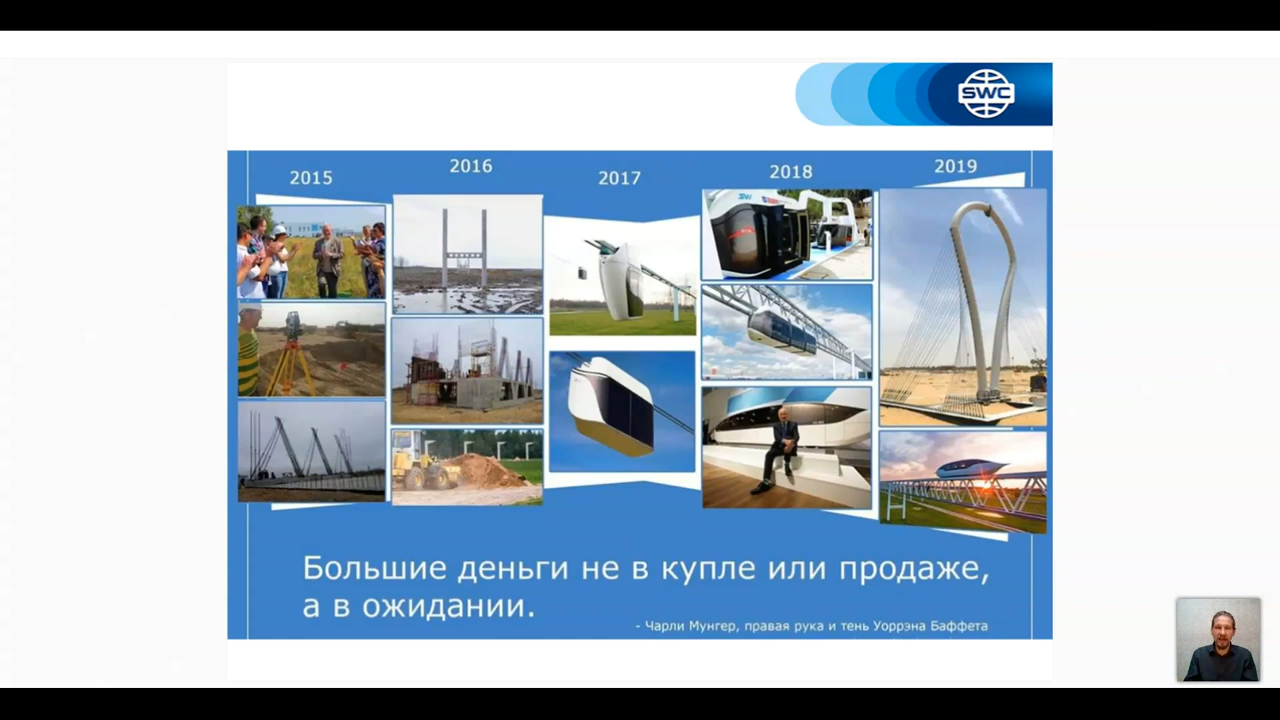 SWC
2015
2016
2017
2018
2019
Большие деньги не в купле или продаже,
а в ожидании.
- Чарли Мунгер, правая рука и тень Уоррэна Баффета